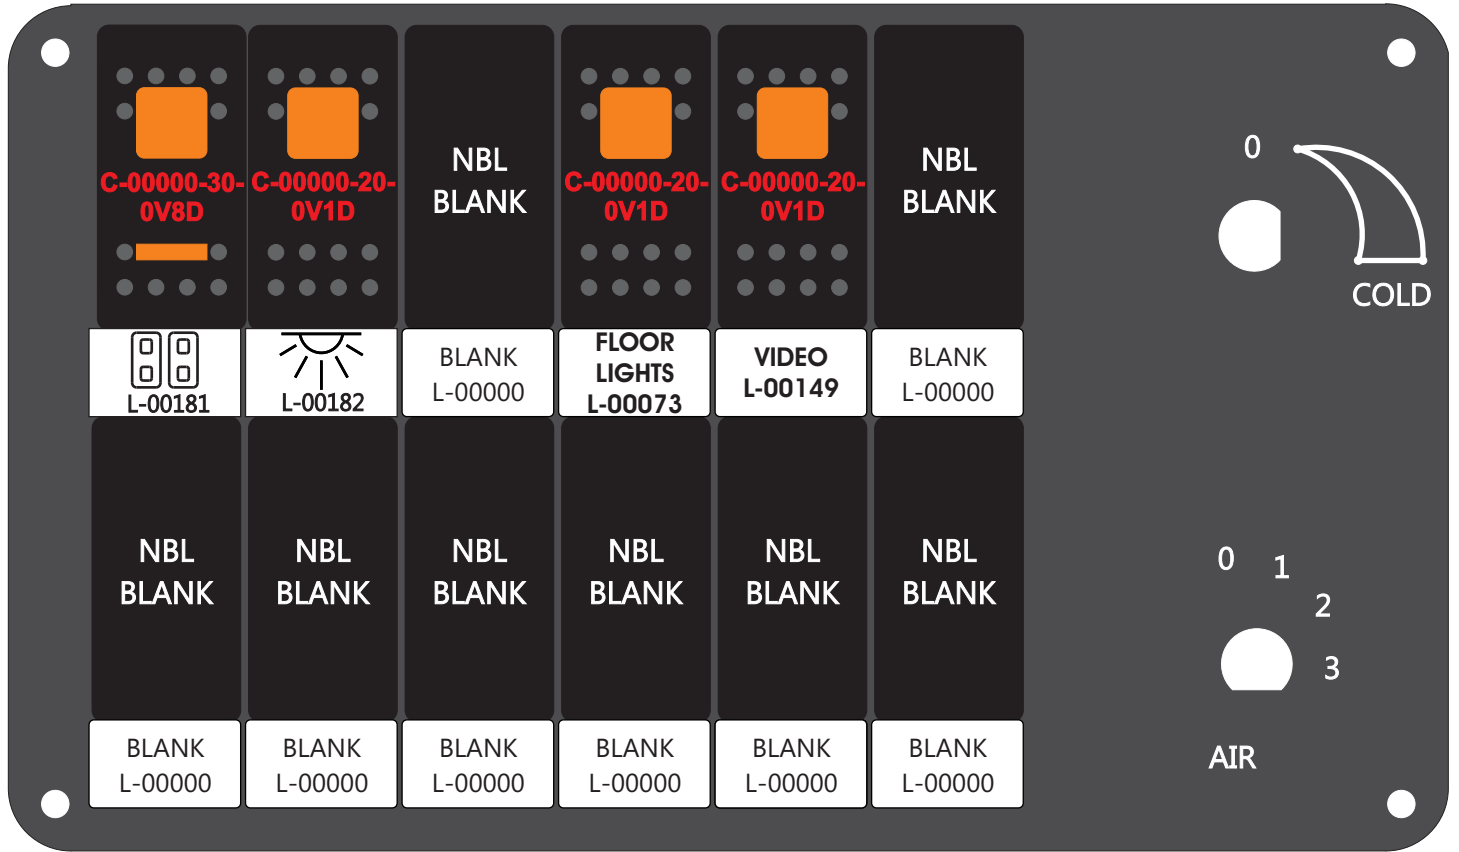 C-00000-30-
0V8D
C-00000-20-
0V1D
NBL
BLANK
C-00000-20-
0V1D
C-00000-20-
0V1D
NBL
BLANK
0
COLD
L-00181
L-00182
BLANK
L-00000
FLOOR
LIGHTS
L-00073
VIDEO
L-00149
BLANK
L-00000
NBL
BLANK
NBL
BLANK
NBL
BLANK
NBL
BLANK
NBL
BLANK
NBL
BLANK
0
1
2
3
AIR
BLANK
L-00000
BLANK
L-00000
BLANK
L-00000
BLANK
L-00000
BLANK
L-00000
BLANK
L-00000